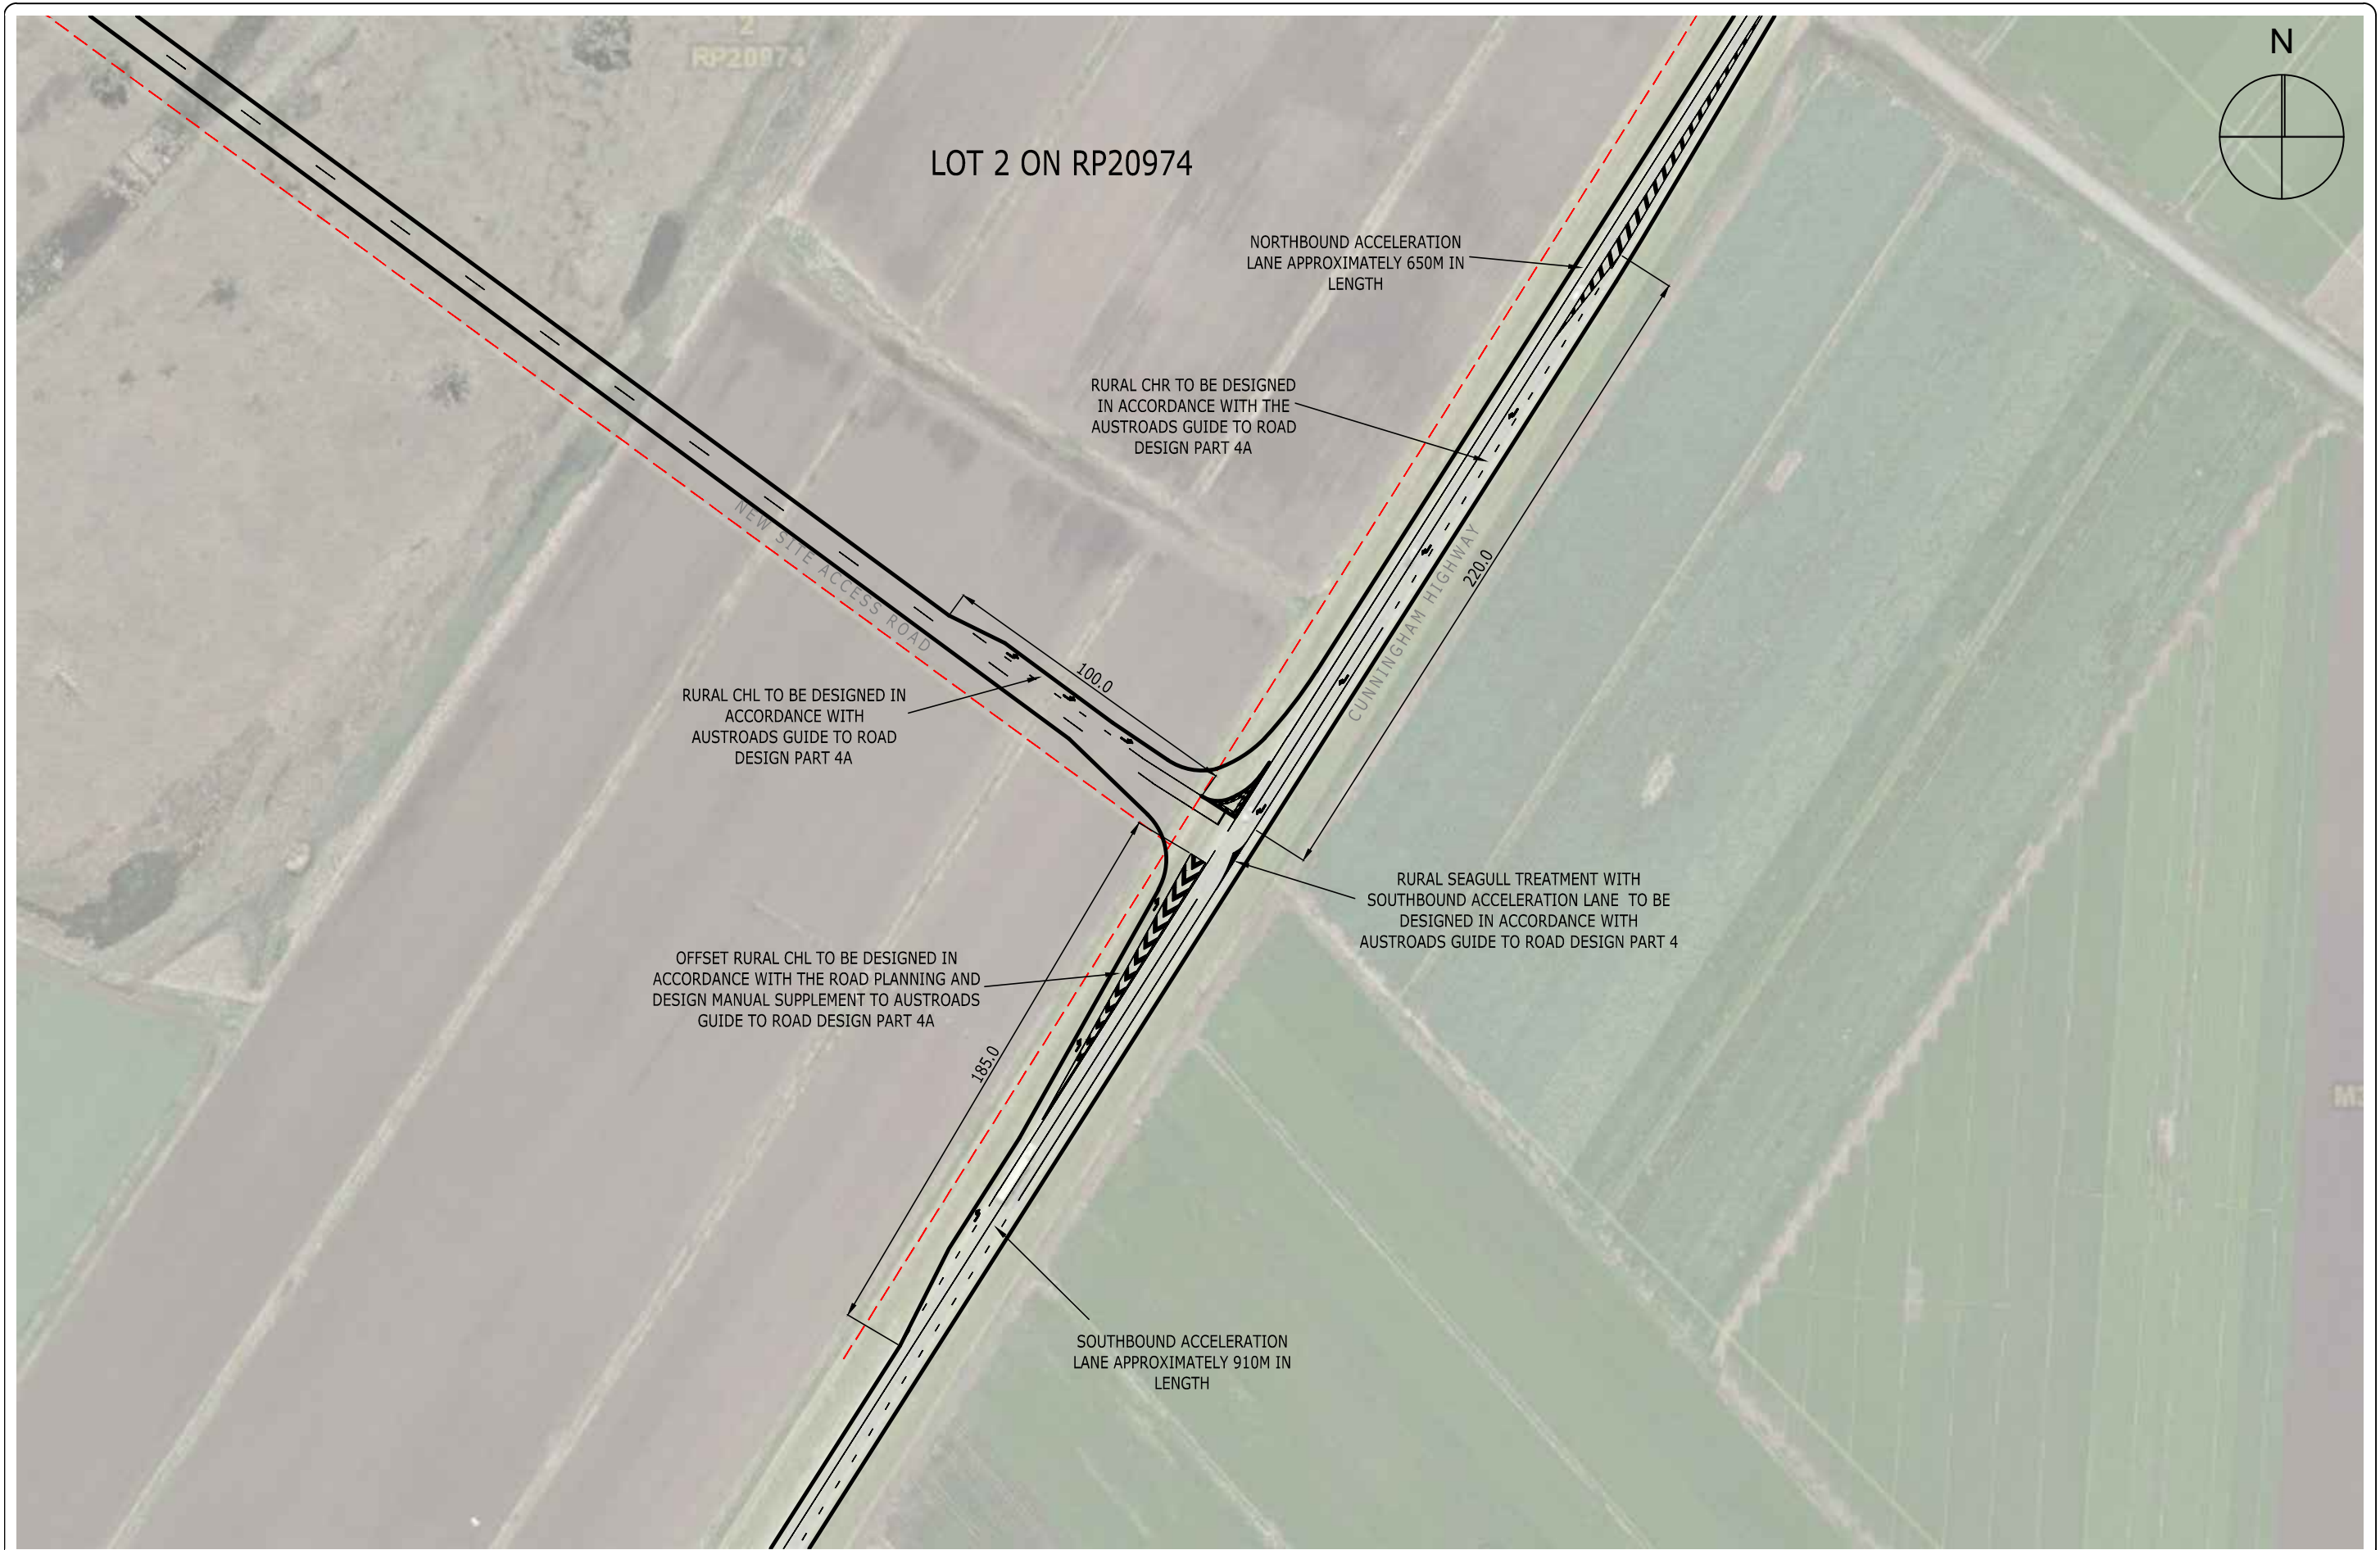 2
RP20974
N
LOT 2 ON RP20974
NORTHBOUND ACCELERATION
LANE APPROXIMATELY 650M IN
LENGTH
RURAL CHR TO BE DESIGNED
IN ACCORDANCE WITH THE
AUSTROADS GUIDE TO ROAD
DESIGN PART 4A
NEW SITE ACCESS ROAD
CUNNINGHAM HIGHWAY
220.0
100.0
RURAL CHL TO BE DESIGNED IN
ACCORDANCE WITH
AUSTROADS GUIDE TO ROAD
DESIGN PART 4A
RURAL SEAGULL TREATMENT WITH
SOUTHBOUND ACCELERATION LANE TO BE
DESIGNED IN ACCORDANCE WITH
AUSTROADS GUIDE TO ROAD DESIGN PART 4
OFFSET RURAL CHL TO BE DESIGNED IN
ACCORDANCE WITH THE ROAD PLANNING AND
DESIGN MANUAL SUPPLEMENT TO AUSTROADS
GUIDE TO ROAD DESIGN PART 4A
185.0
SOUTHBOUND ACCELERATION
LANE APPROXIMATELY 910M IN
LENGTH